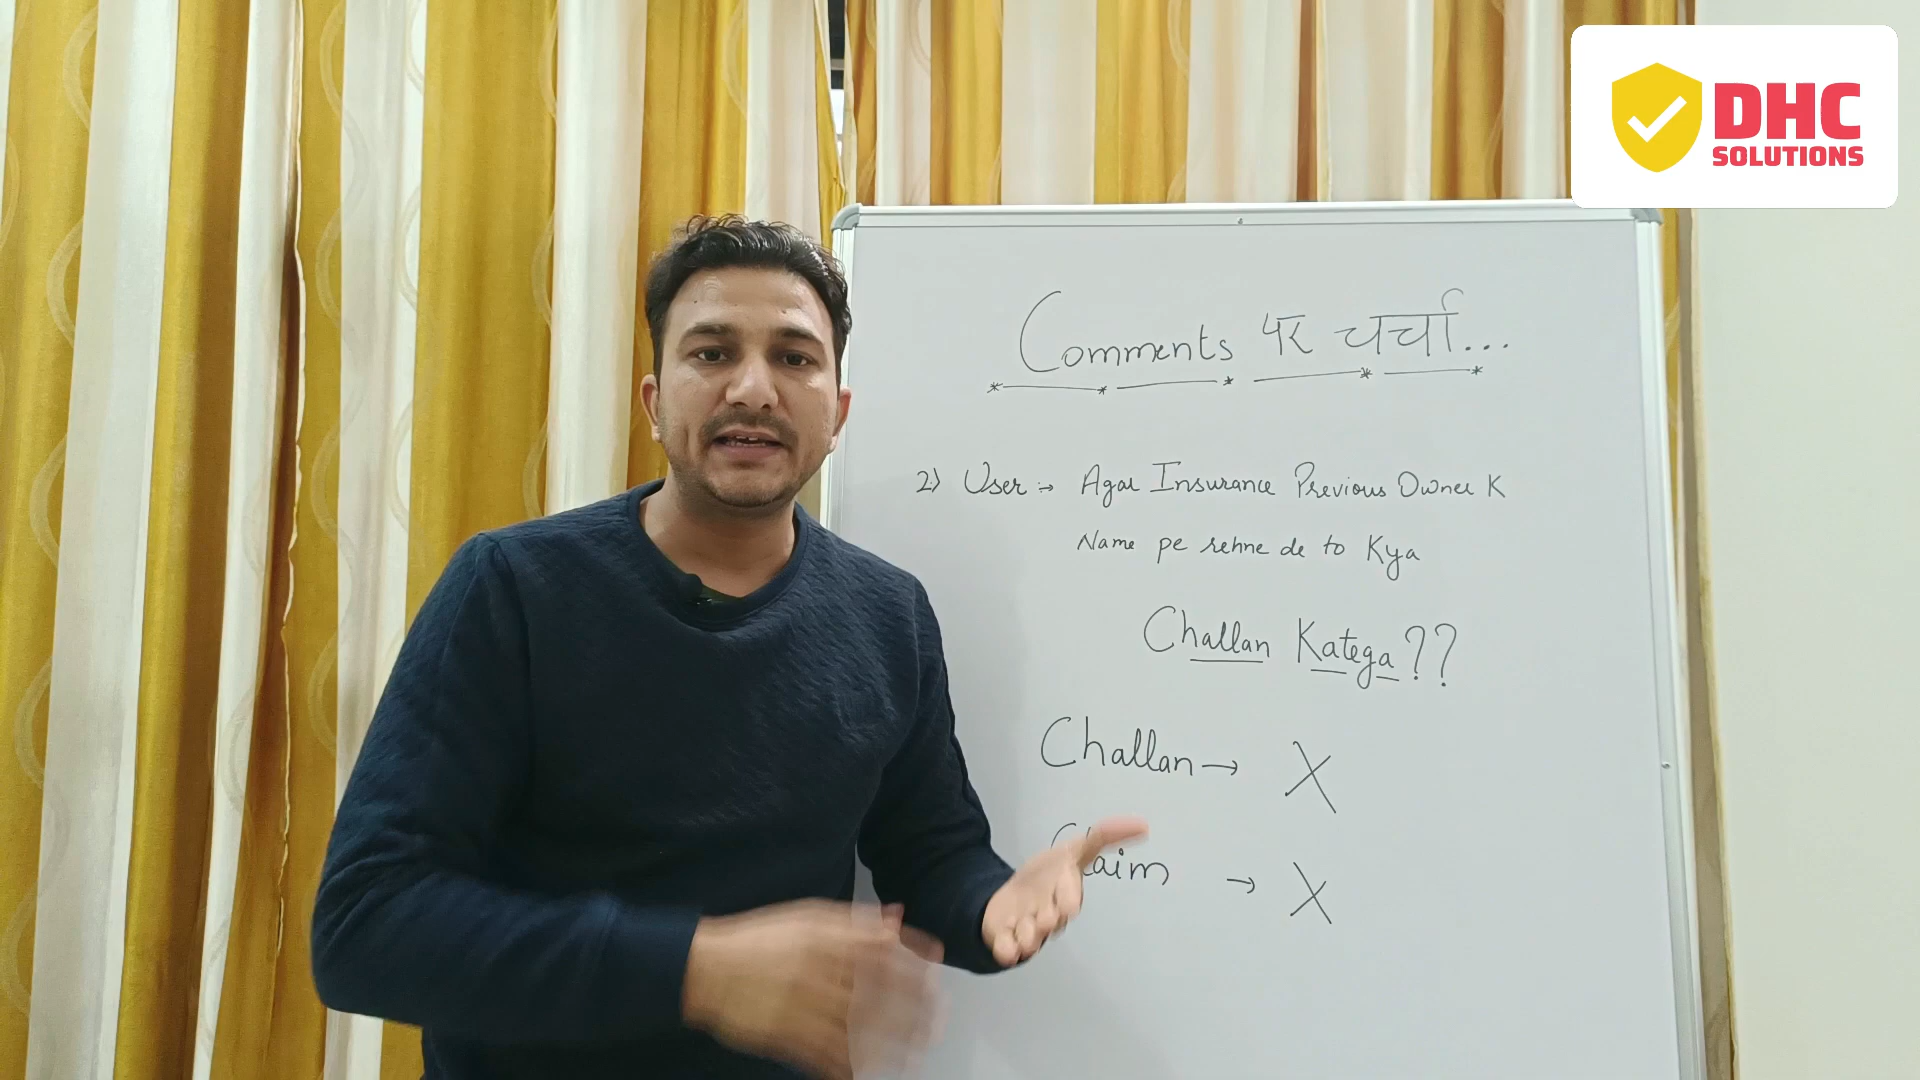 DHC
SOLUTIONS
Comments पर चर्चा...
2) User :→ Agar Insurance Previous Owner K
Name pe rehne de to Kya
Challan Katega??
Challan → X
Claim → X